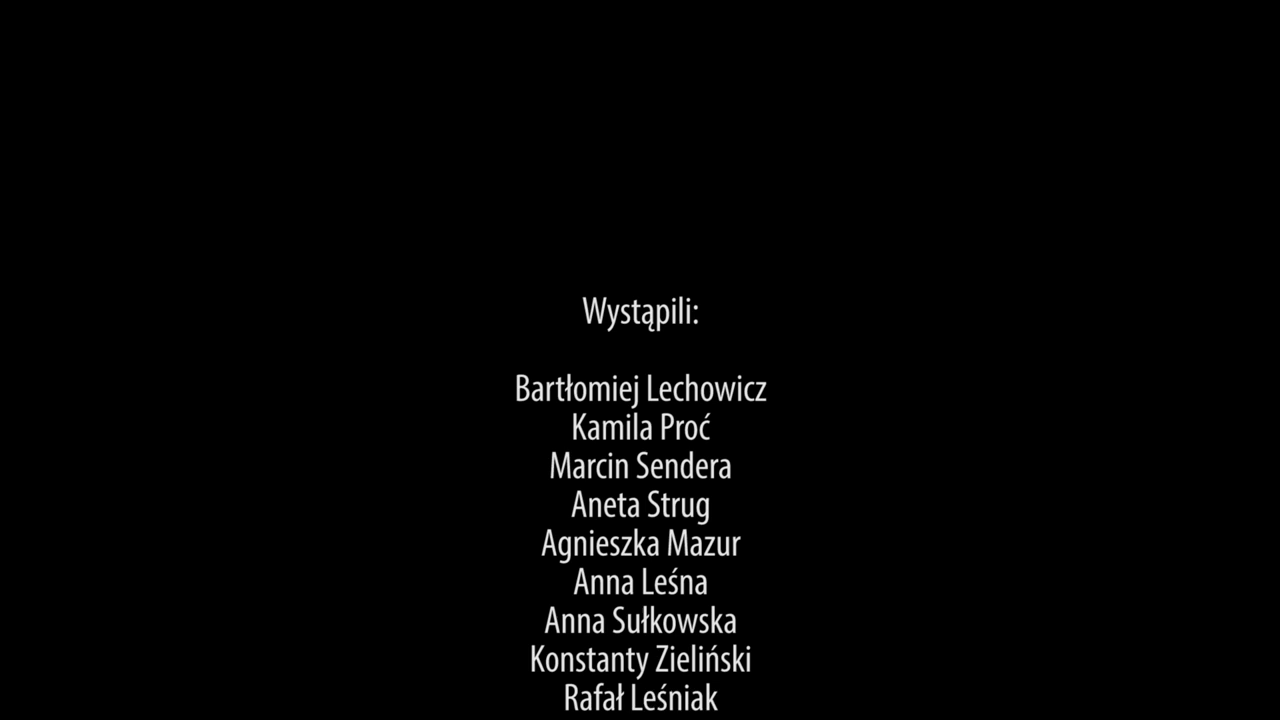 Wystąpili:
Bartłomiej Lechowicz
Kamila Proć
Marcin Sendera
Aneta Strug
Agnieszka Mazur
Anna Leśna
Anna Sułkowska
Konstanty Zieliński
Rafał Leśniak